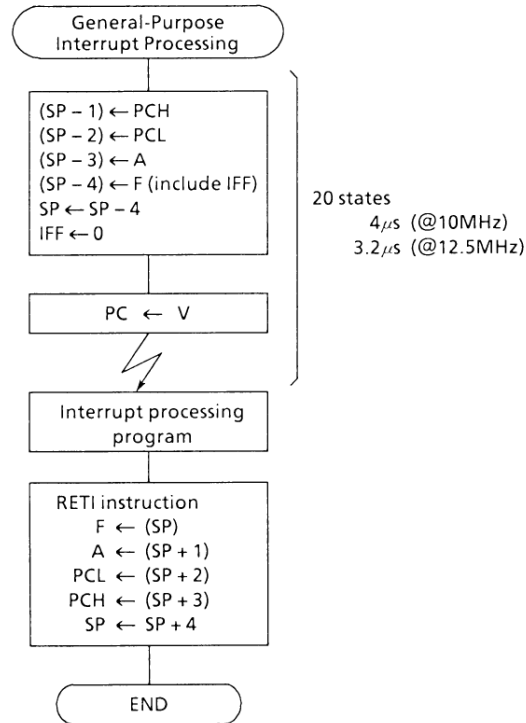 General-Purpose
Interrupt Processing
(SP – 1) ← PCH
(SP – 2) ← PCL
(SP – 3) ← A
(SP – 4) ← F (include IFF)
SP ← SP – 4
IFF ← 0
20 states
4μs (@10MHz)
3.2μs (@12.5MHz)
PC ← V
Interrupt processing
program
RETI instruction
F ← (SP)
A ← (SP + 1)
PCL ← (SP + 2)
PCH ← (SP + 3)
SP ← SP + 4
END